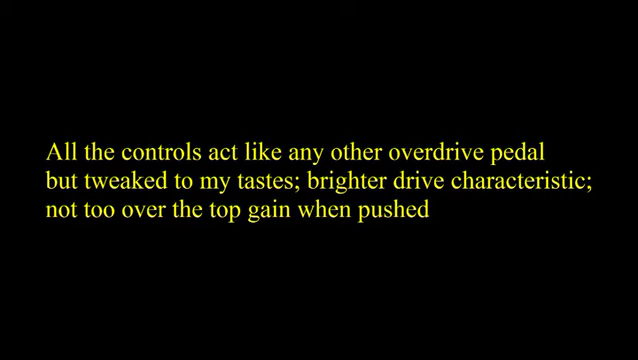 All the controls act like any other overdrive pedal
but tweaked to my tastes; brighter drive characteristic;
not too over the top gain when pushed